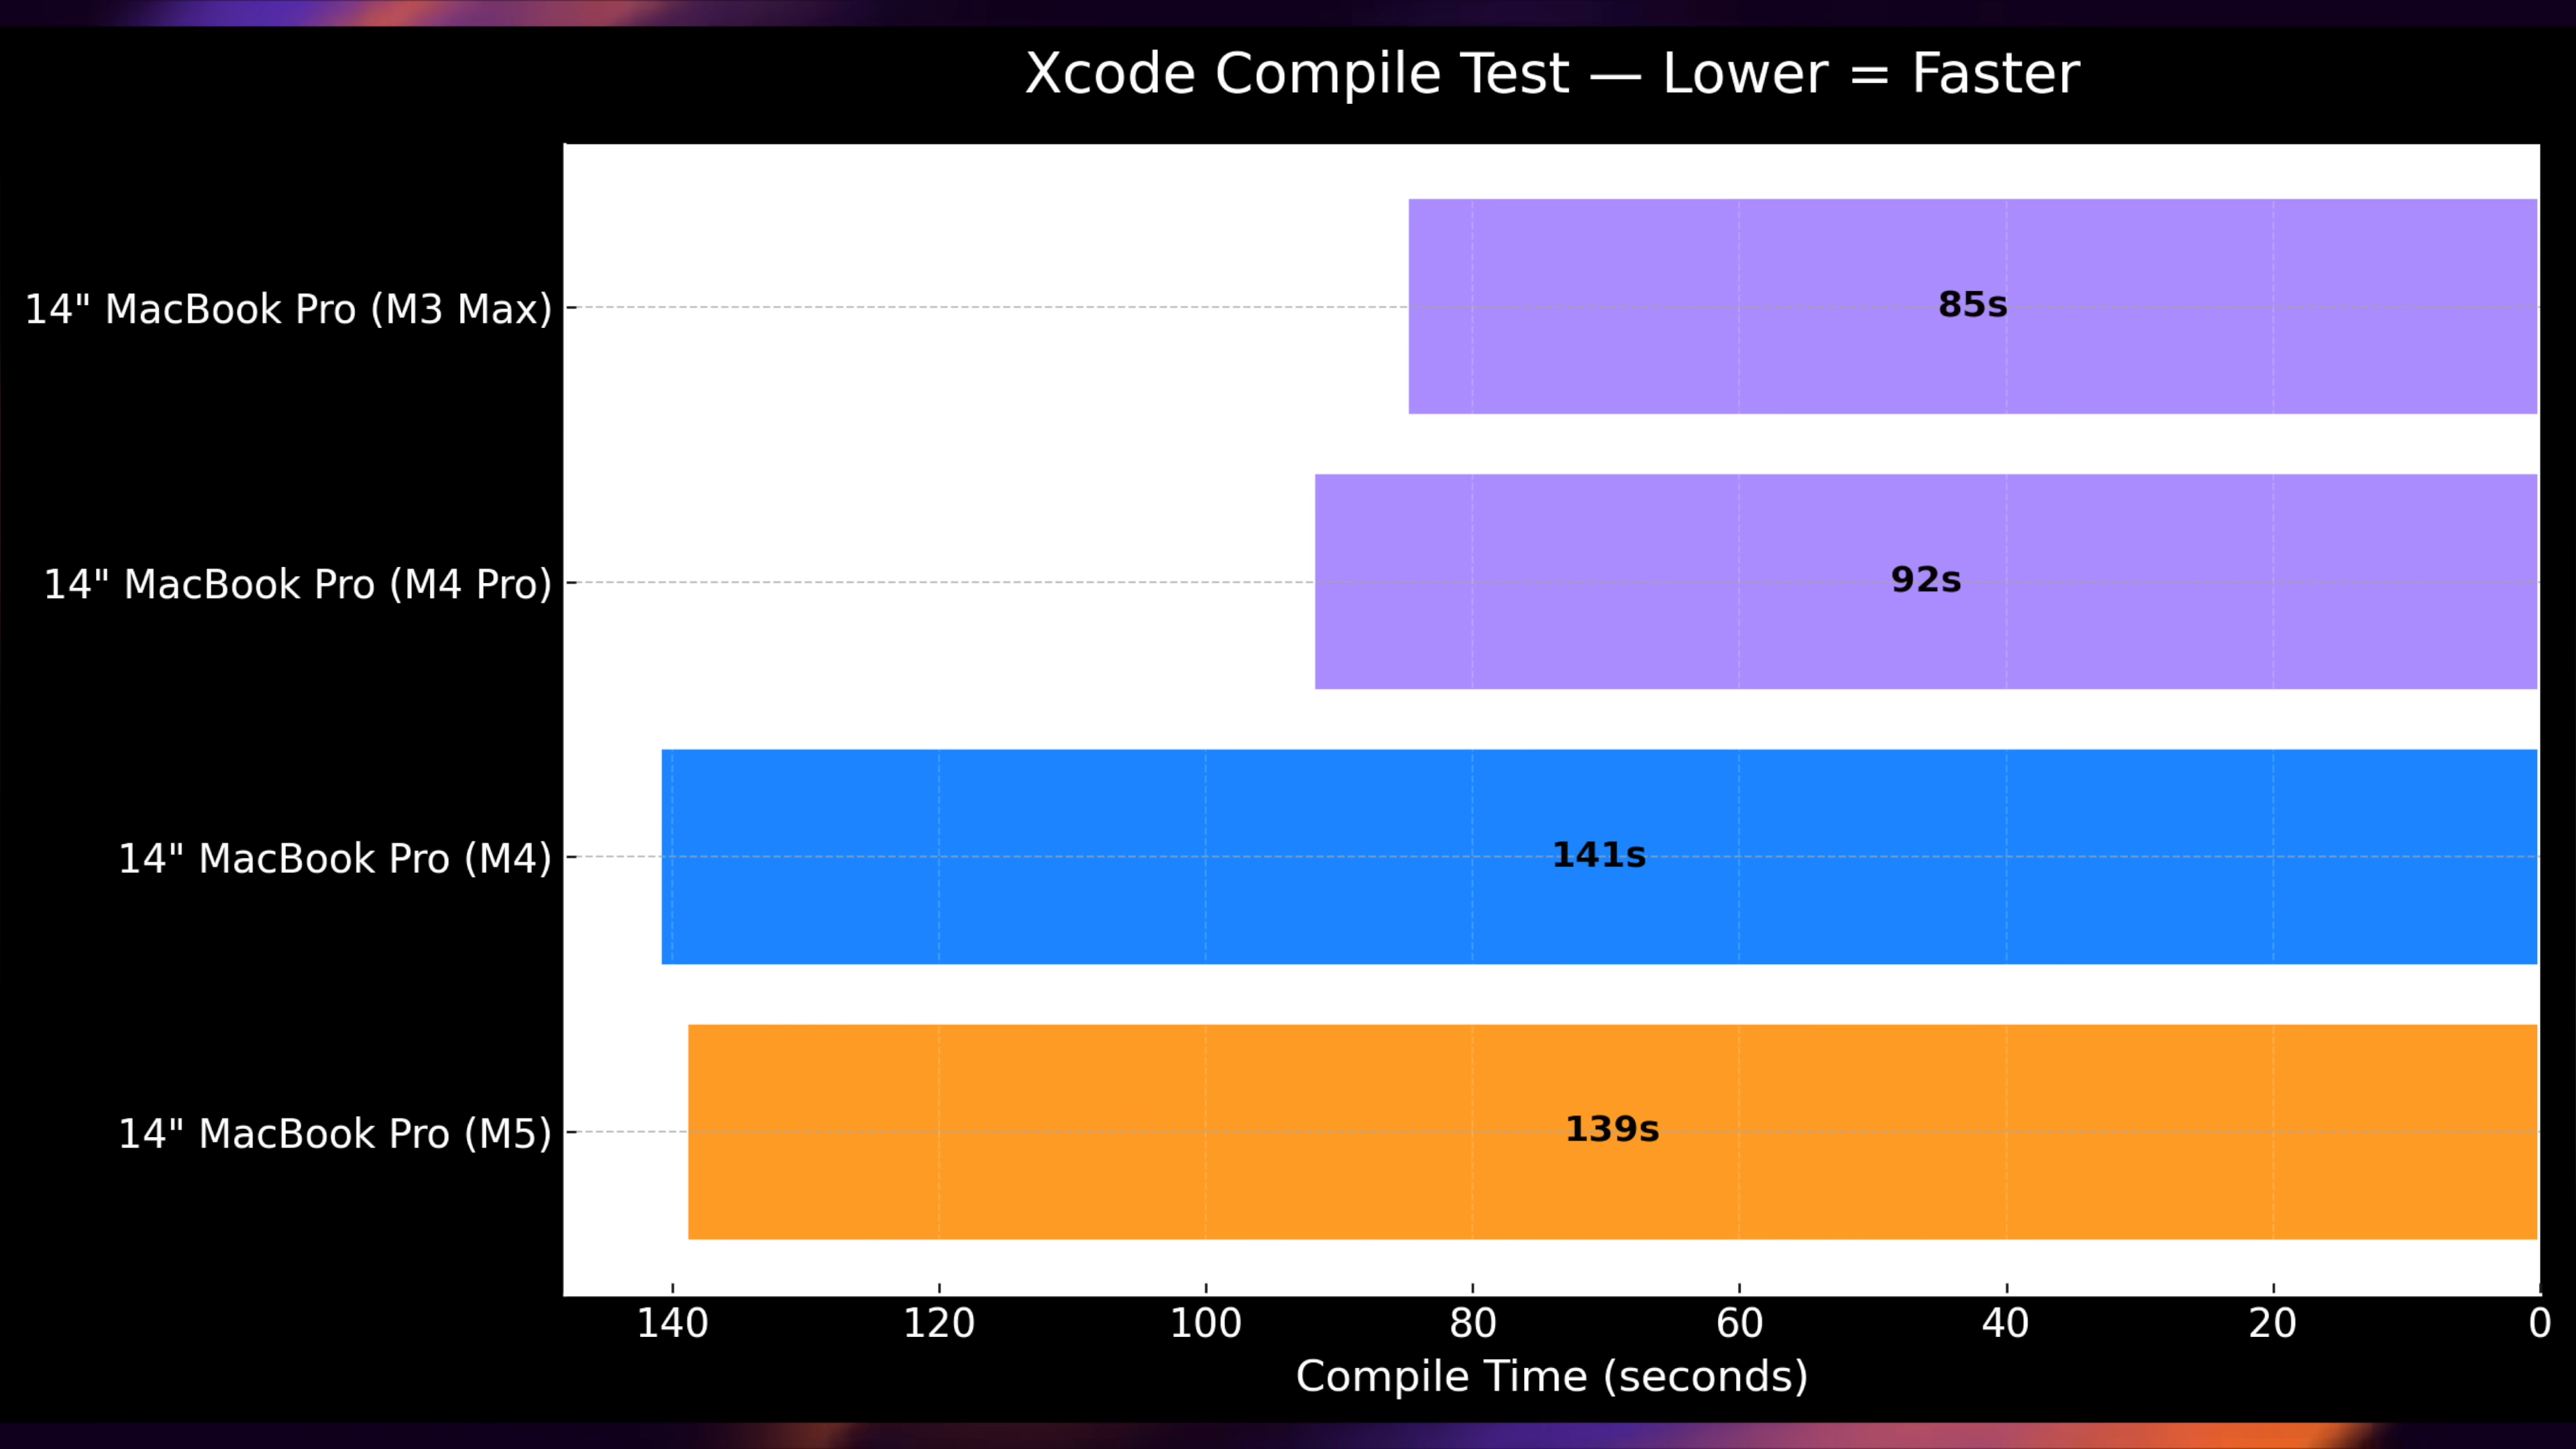 Xcode Compile Test — Lower = Faster
14" MacBook Pro (M3 Max)
85s
14" MacBook Pro (M4 Pro)
92s
14" MacBook Pro (M4)
141s
14" MacBook Pro (M5)
139s
140 120 100 80 60 40 20 0
Compile Time (seconds)